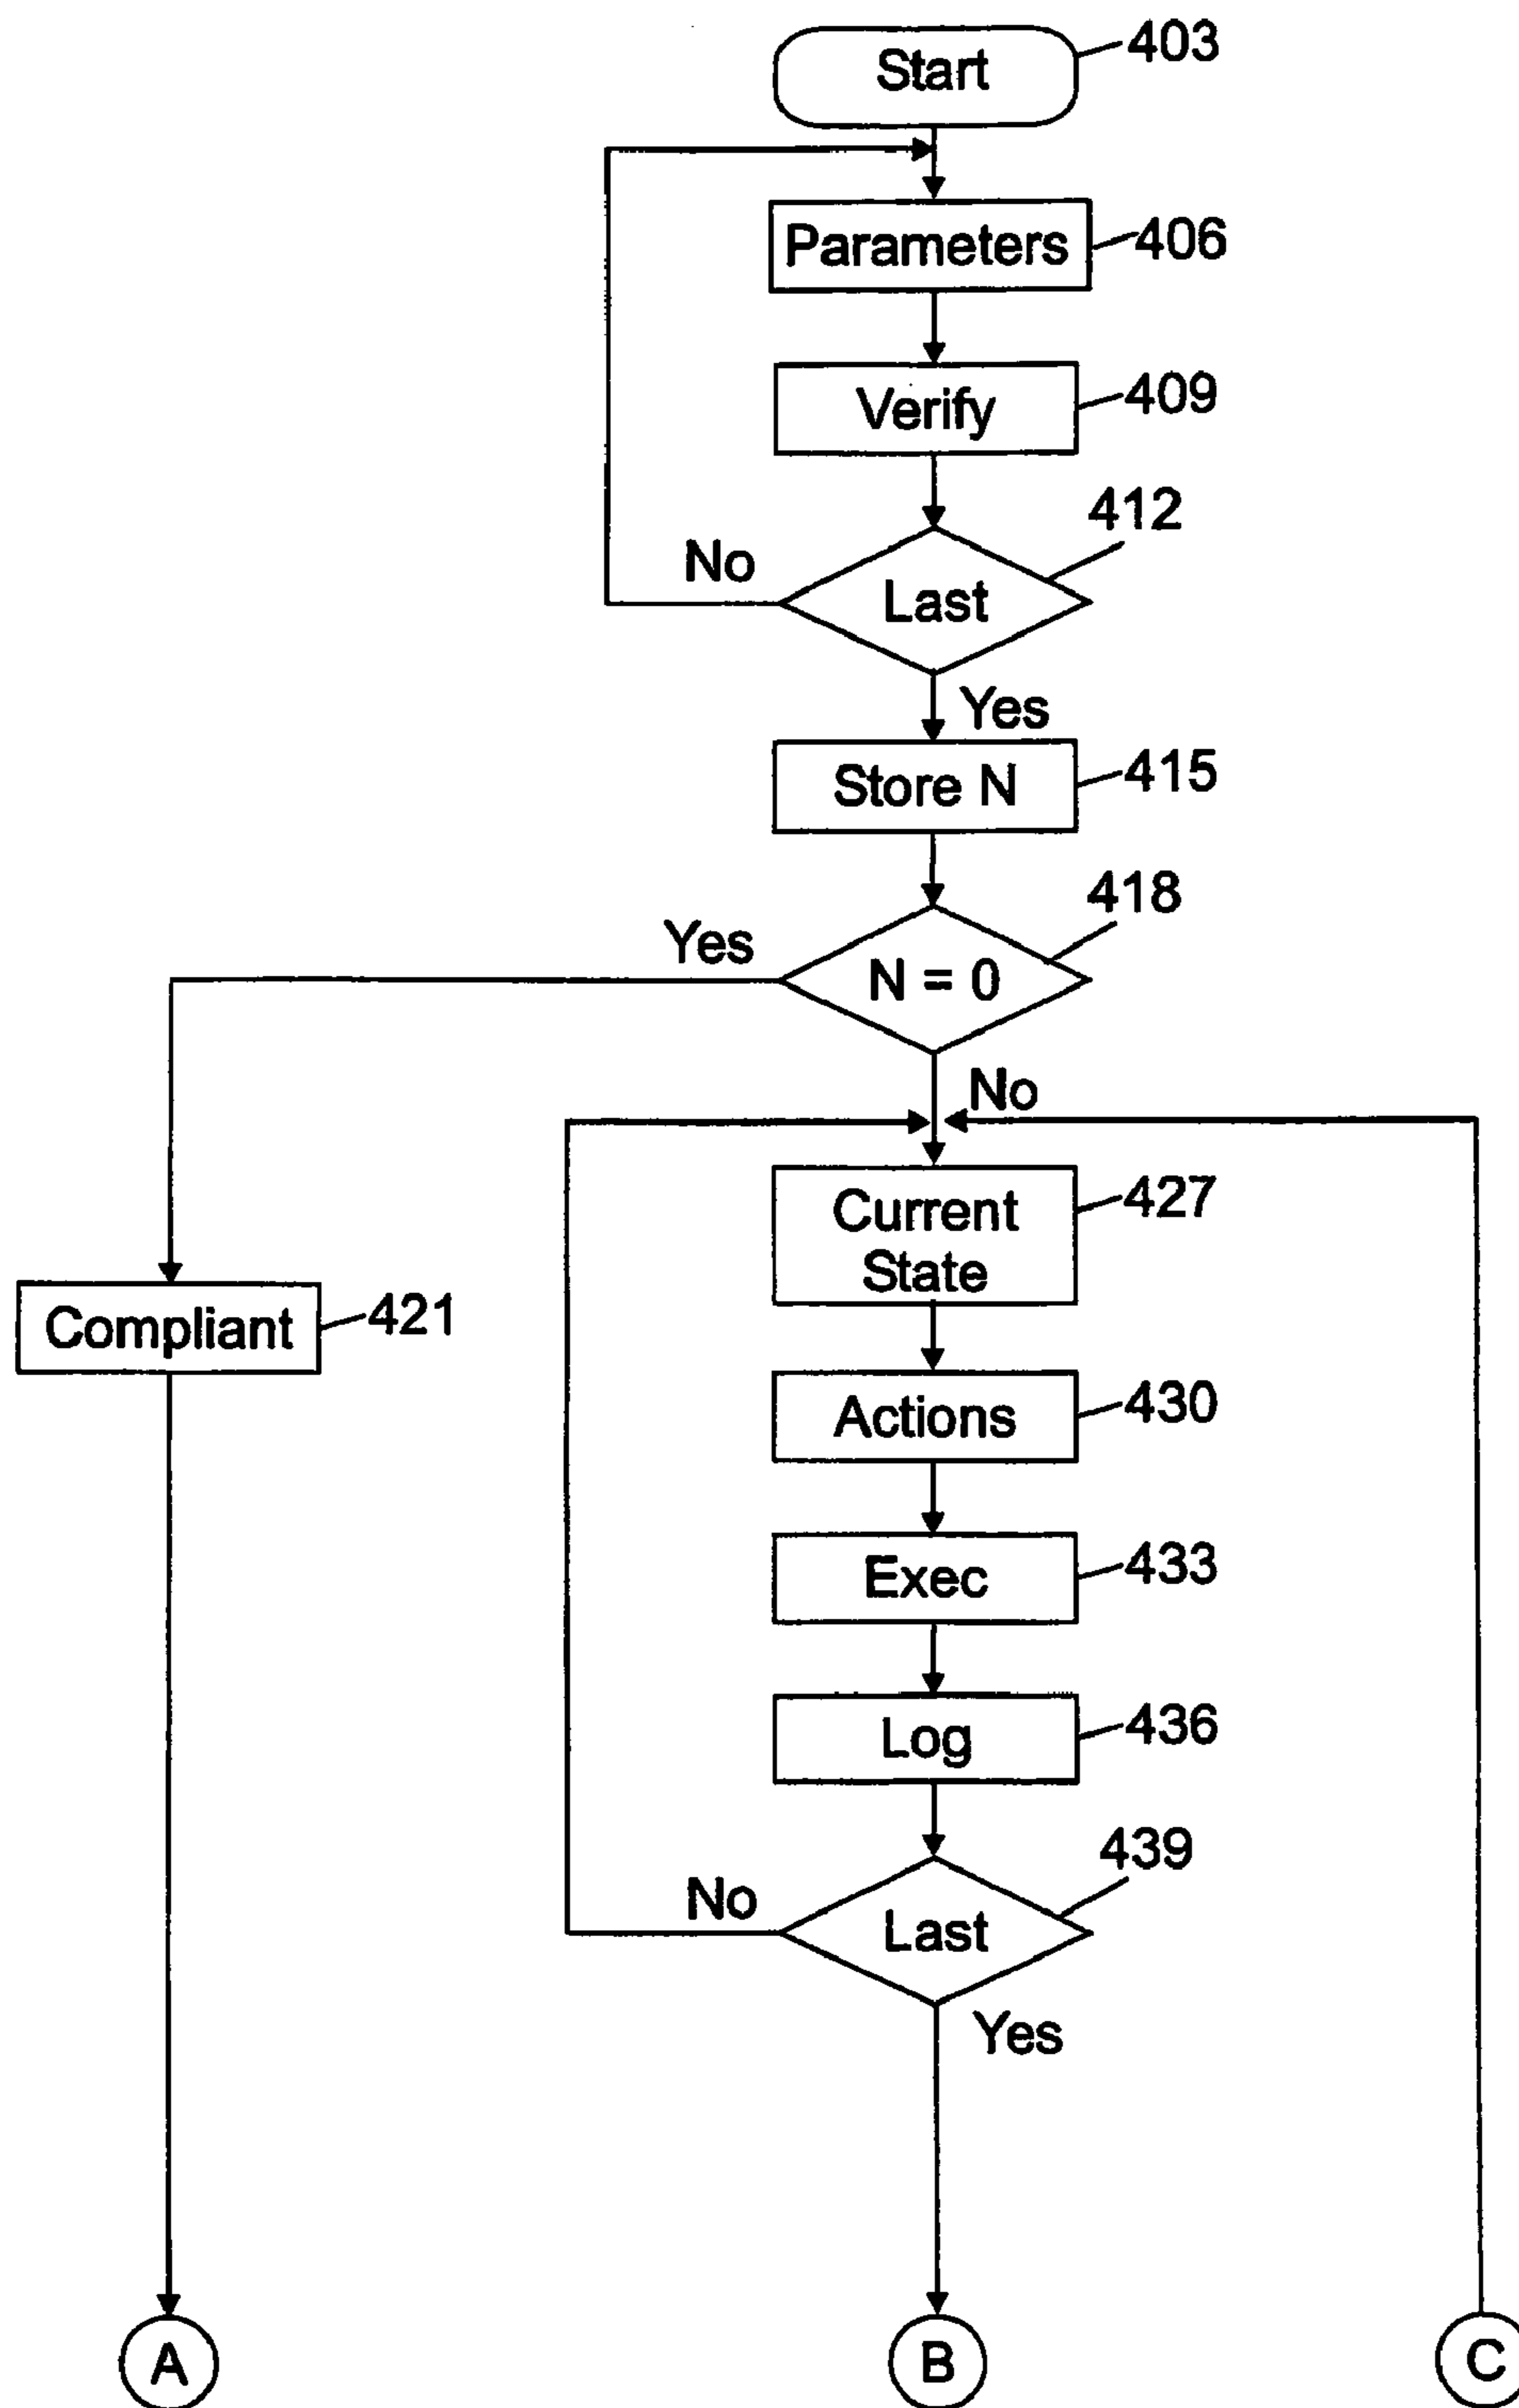 Start
403
Parameters
406
Verify
409
412
No
Last
Yes
Store N
415
418
Yes
N = 0
No
Current
State
427
Compliant
421
Actions
430
Exec
433
Log
436
439
No
Last
Yes
A
B
C